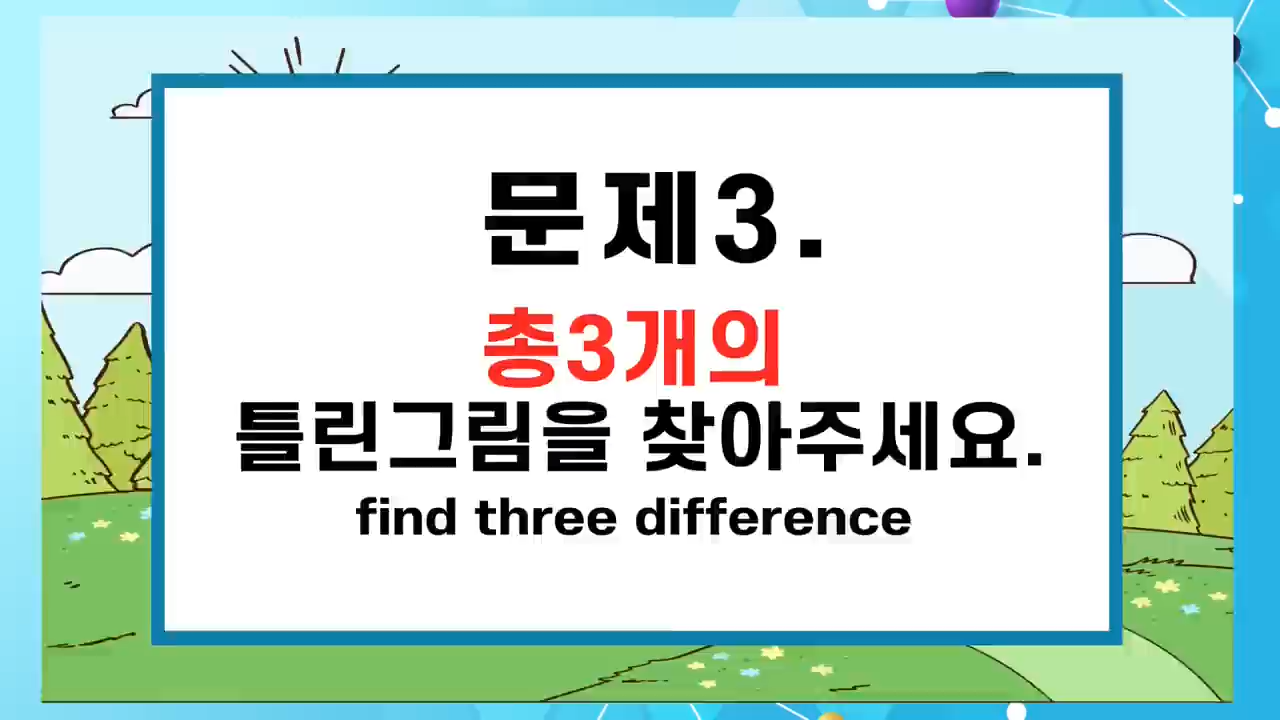 문제3.
총3개의
틀린그림을 찾아주세요.
find three difference